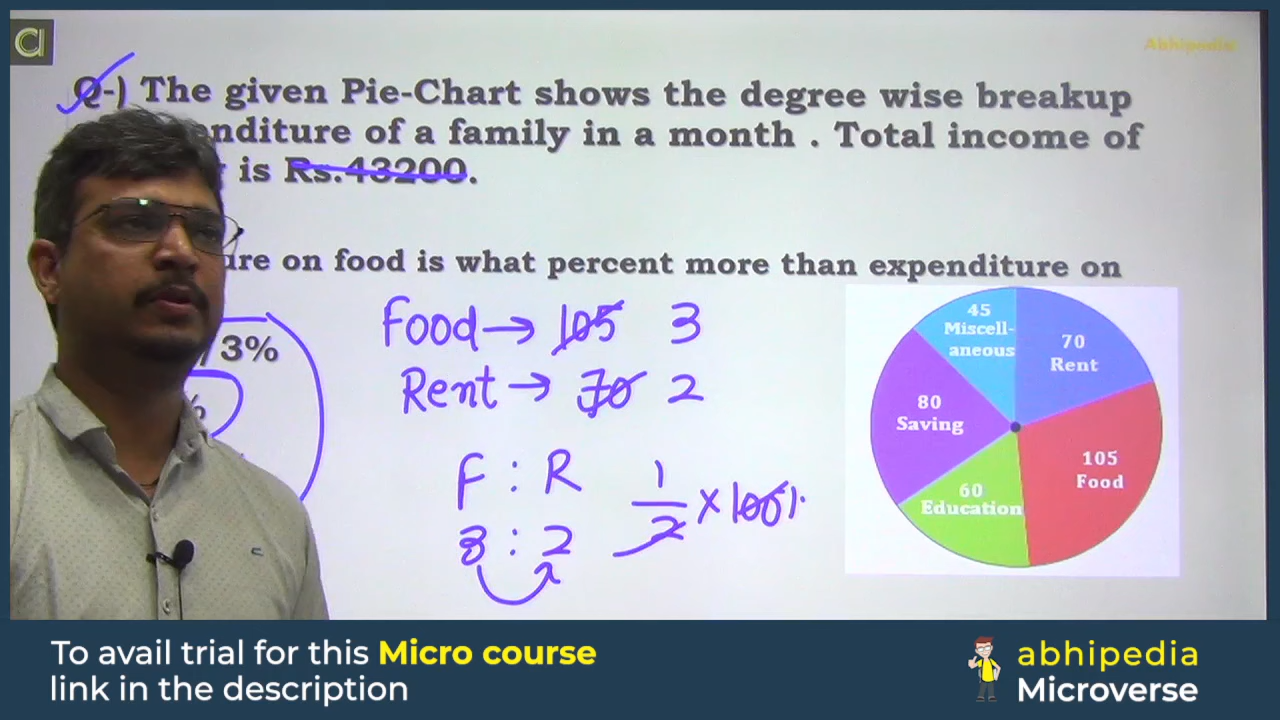 Abhipedia
Q-) The given Pie-Chart shows the degree wise breakup
enditure of a family in a month . Total income of
is Rs.43200.
ure on food is what percent more than expenditure on
3%
%
Food → 105 3
Rent → 70 2
F : R
3 : 2
1/2 × 100%
45
Miscell-
aneous
70
Rent
80
Saving
105
Food
60
Education
To avail trial for this Micro course
link in the description
abhipedia
Microverse